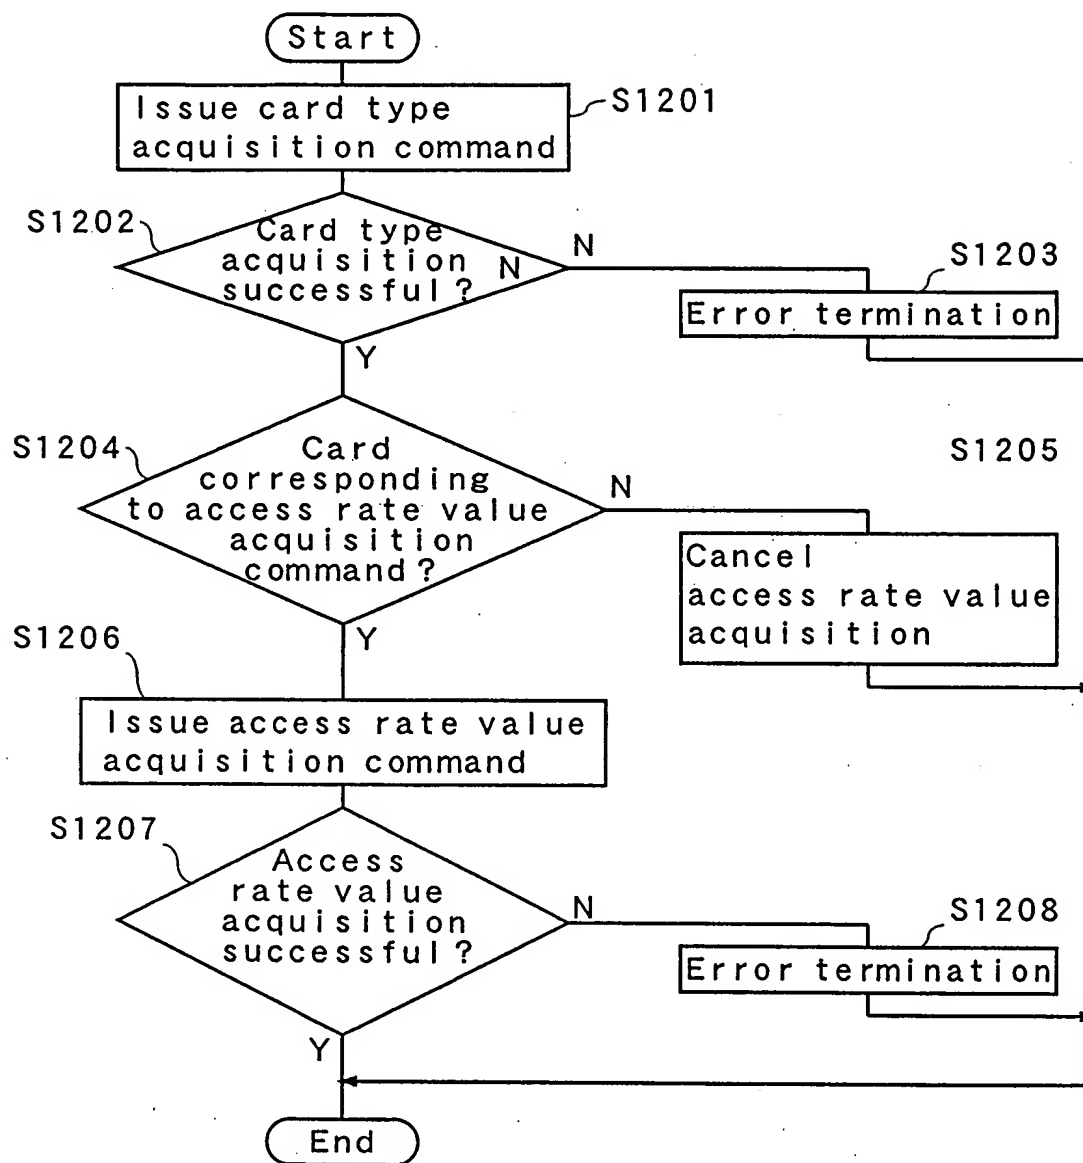 Start
Issue card type
acquisition command
S1201
S1202
Card type
acquisition
successful?
N
N
S1203
Error termination
Y
S1204
Card
corresponding
to access rate value
acquisition
command?
N
S1205
Cancel
access rate value
acquisition
Y
S1206
Issue access rate value
acquisition command
S1207
Access
rate value
acquisition
successful?
N
S1208
Error termination
Y
End